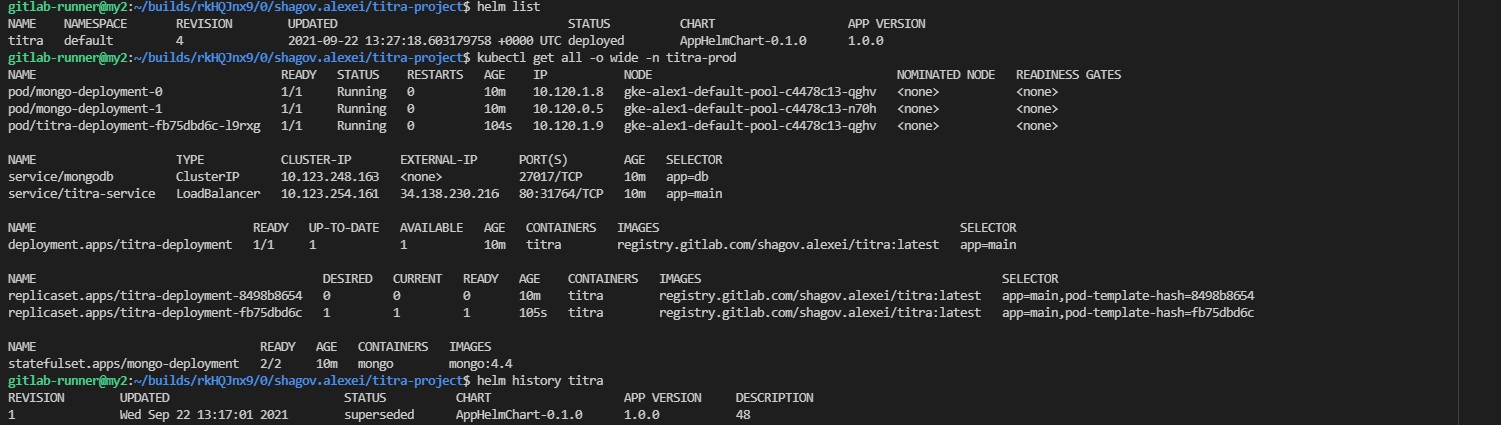 gitlab-runner@my2:~/builds/rkHQJnx9/0/shagov.alexei/titra-project$ helm list
NAME NAMESPACE REVISION UPDATED STATUS CHART APP VERSION
titra default 4 2021-09-22 13:27:18.603179758 +0000 UTC deployed AppHelmChart-0.1.0 1.0.0
gitlab-runner@my2:~/builds/rkHQJnx9/0/shagov.alexei/titra-project$ kubectl get all -o wide -n titra-prod
NAME READY STATUS RESTARTS AGE IP NODE NOMINATED NODE READINESS GATES
pod/mongo-deployment-0 1/1 Running 0 10m 10.120.1.8 gke-alex1-default-pool-c4478c13-qghv <none> <none>
pod/mongo-deployment-1 1/1 Running 0 10m 10.120.0.5 gke-alex1-default-pool-c4478c13-n70h <none> <none>
pod/titra-deployment-fb75dbd6c-l9rxg 1/1 Running 0 104s 10.120.1.9 gke-alex1-default-pool-c4478c13-qghv <none> <none>
NAME TYPE CLUSTER-IP EXTERNAL-IP PORT(S) AGE SELECTOR
service/mongodb ClusterIP 10.123.248.163 <none> 27017/TCP 10m app=db
service/titra-service LoadBalancer 10.123.254.161 34.138.230.216 80:31764/TCP 10m app=main
NAME READY UP-TO-DATE AVAILABLE AGE CONTAINERS IMAGES SELECTOR
deployment.apps/titra-deployment 1/1 1 1 10m titra registry.gitlab.com/shagov.alexei/titra:latest app=main
NAME DESIRED CURRENT READY AGE CONTAINERS IMAGES SELECTOR
replicaset.apps/titra-deployment-8498b8654 0 0 0 10m titra registry.gitlab.com/shagov.alexei/titra:latest app=main,pod-template-hash=8498b8654
replicaset.apps/titra-deployment-fb75dbd6c 1 1 1 105s titra registry.gitlab.com/shagov.alexei/titra:latest app=main,pod-template-hash=fb75dbd6c
NAME READY AGE CONTAINERS IMAGES
statefulset.apps/mongo-deployment 2/2 10m mongo mongo:4.4
gitlab-runner@my2:~/builds/rkHQJnx9/0/shagov.alexei/titra-project$ helm history titra
REVISION UPDATED STATUS CHART APP VERSION DESCRIPTION
1 Wed Sep 22 13:17:01 2021 superseded AppHelmChart-0.1.0 1.0.0 48